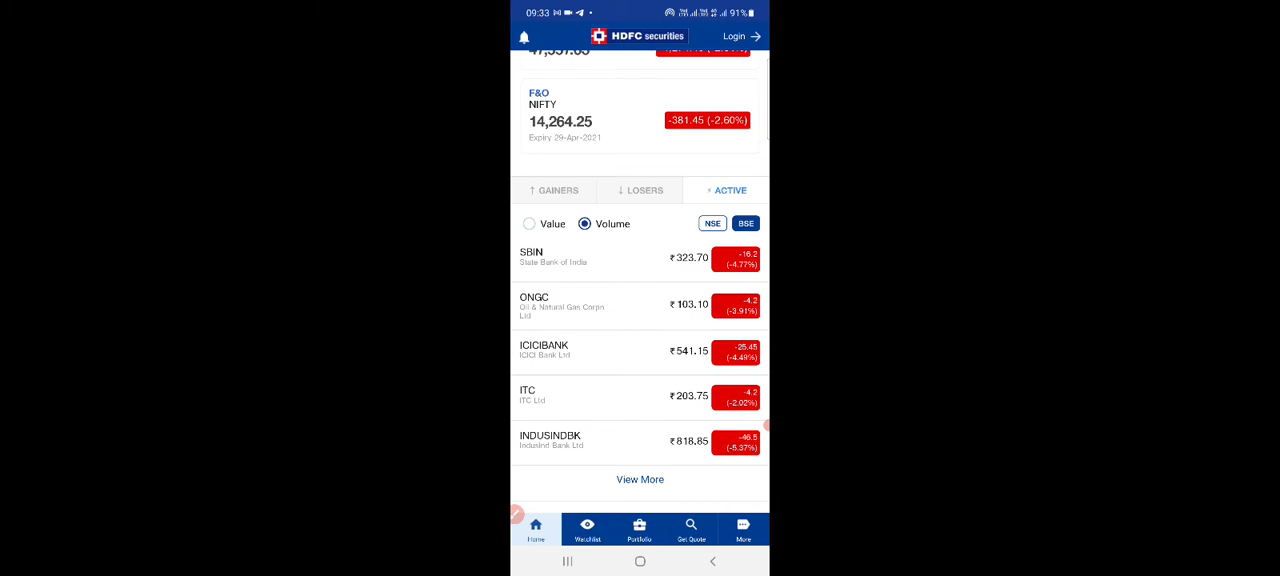 09:33
91%
HDFC securities
Login
F&O
NIFTY
14,264.25
-381.45 (-2.60%)
Expiry 29-Apr-2021
↑ GAINERS
↓ LOSERS
ACTIVE
Value
Volume
NSE
BSE
SBIN
State Bank of India
₹323.70
-16.2
(-4.77%)
ONGC
Oil & Natural Gas Corpn
Ltd
₹103.10
-4.2
(-3.91%)
ICICIBANK
ICICI Bank Ltd
₹541.15
-25.45
(-4.49%)
ITC
ITC Ltd
₹203.75
-4.2
(-2.02%)
INDUSINDBK
IndusInd Bank Ltd
₹818.85
-46.5
(-5.37%)
View More
Home
Watchlist
Portfolio
Get Quote
More